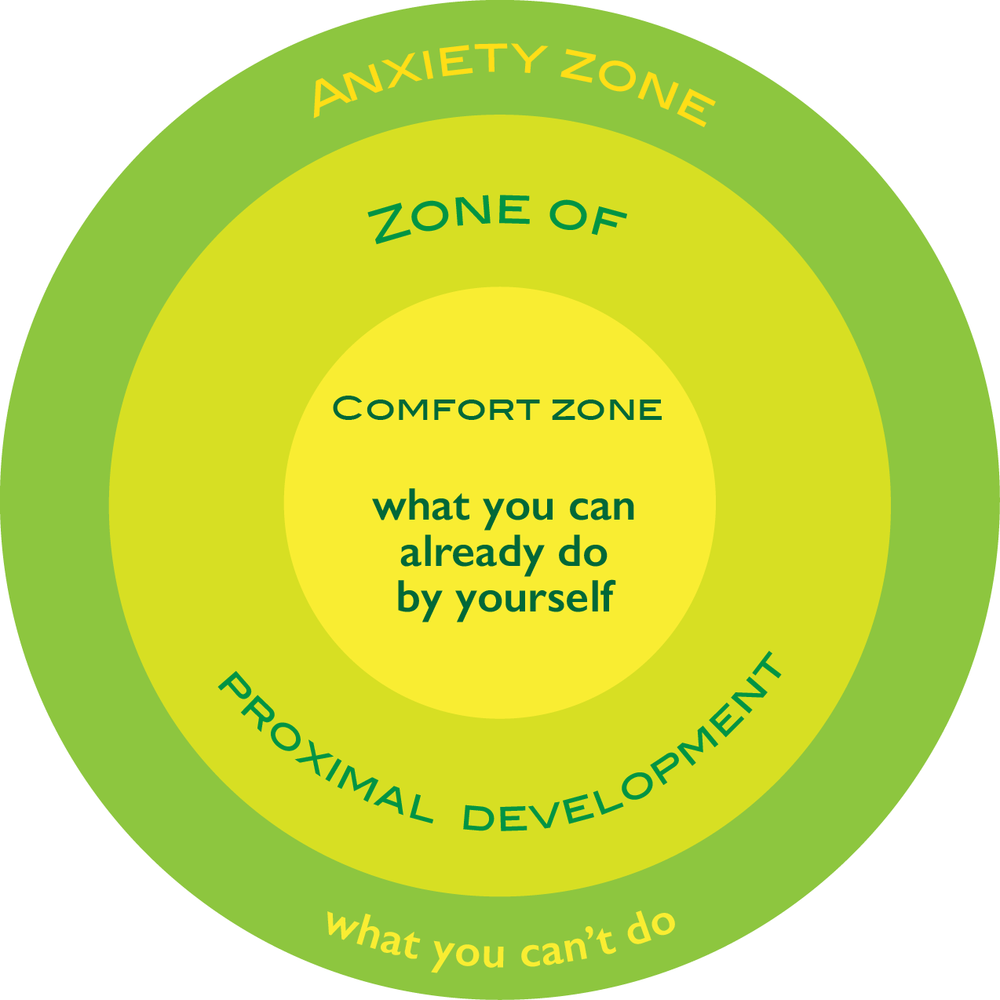 ANXIETY ZONE
ZONE OF
COMFORT ZONE
what you can
already do
by yourself
PROXIMAL DEVELOPMENT
what you can’t do